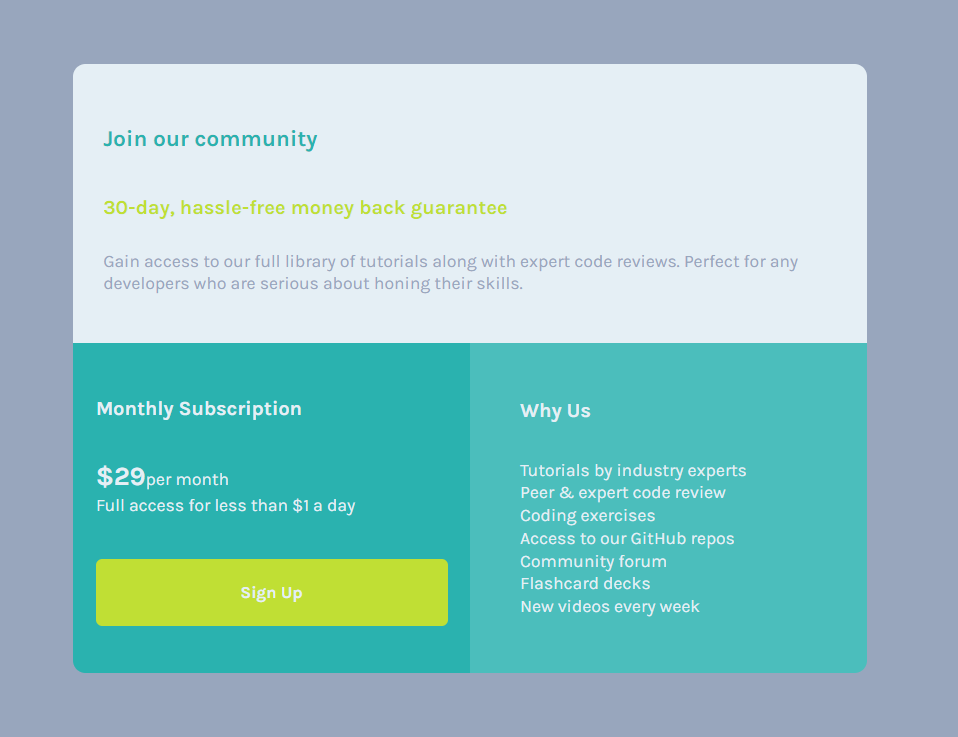 Join our community
30-day, hassle-free money back guarantee
Gain access to our full library of tutorials along with expert code reviews. Perfect for any
developers who are serious about honing their skills.
Monthly Subscription
$29per month
Full access for less than $1 a day
Sign Up
Why Us
Tutorials by industry experts
Peer & expert code review
Coding exercises
Access to our GitHub repos
Community forum
Flashcard decks
New videos every week